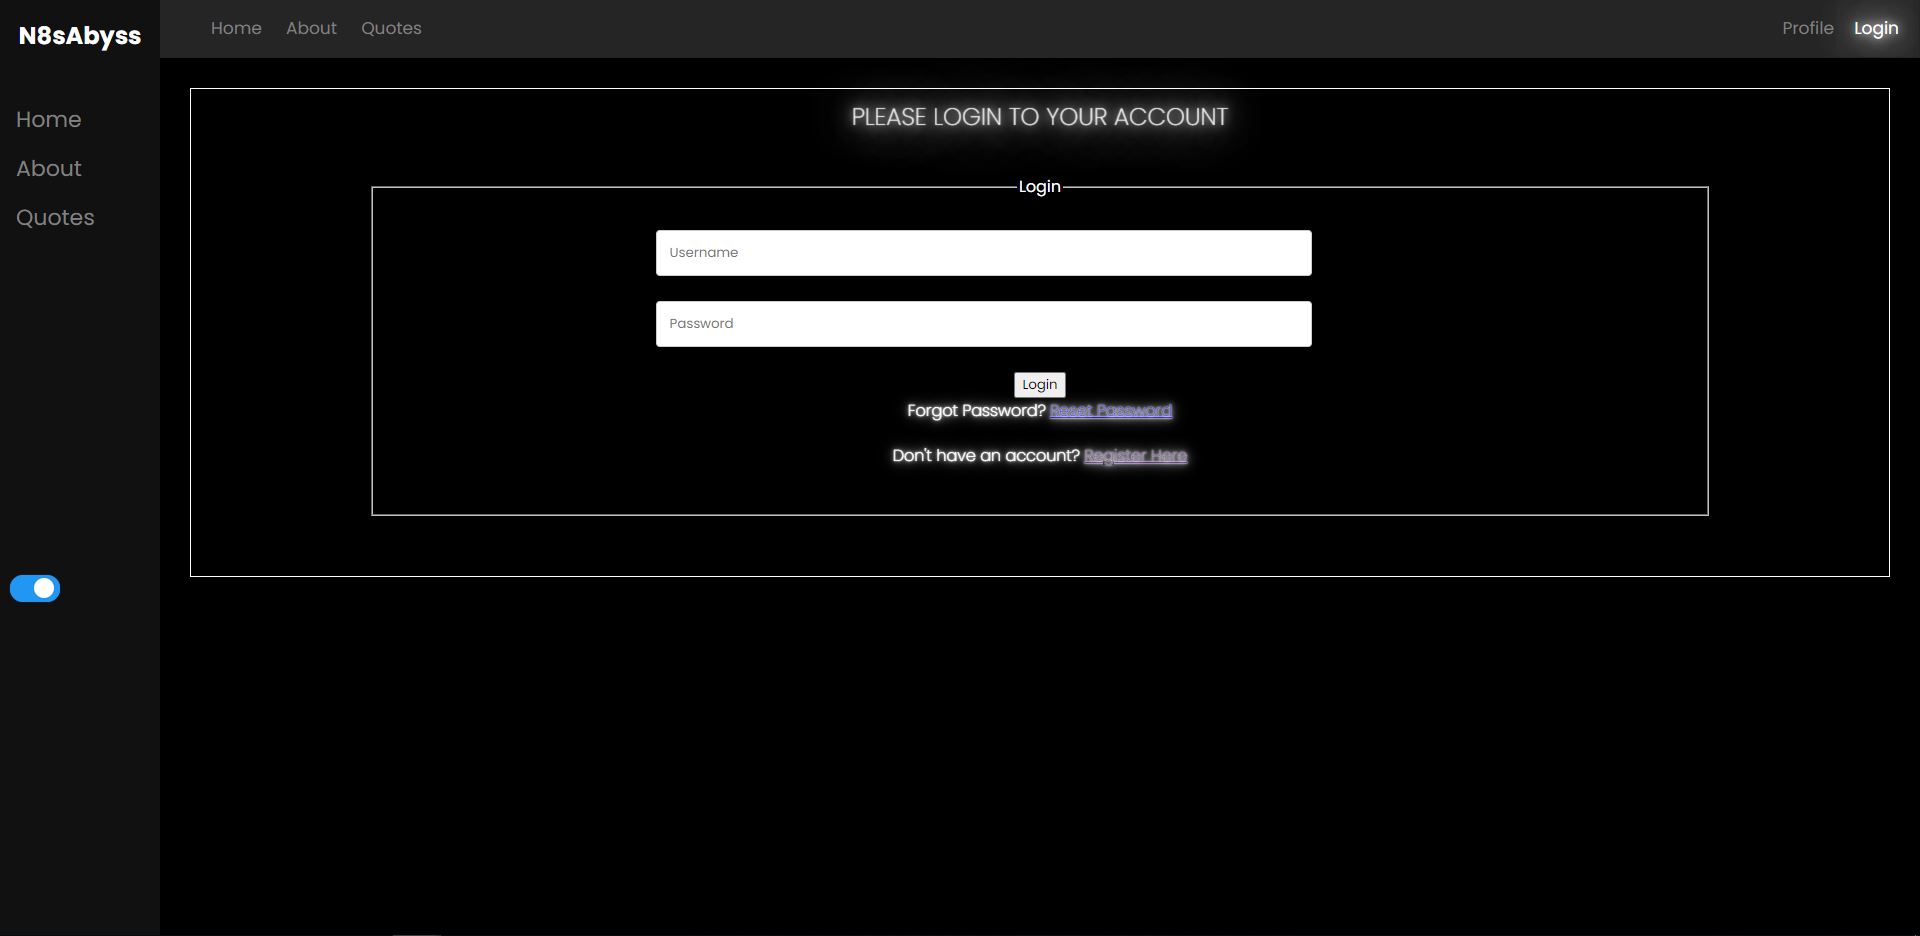 N8sAbyss
Home About Quotes Profile Login
Home
About
Quotes
PLEASE LOGIN TO YOUR ACCOUNT
Login
Username
Password
Login
Forgot Password? Reset Password
Don't have an account? Register Here